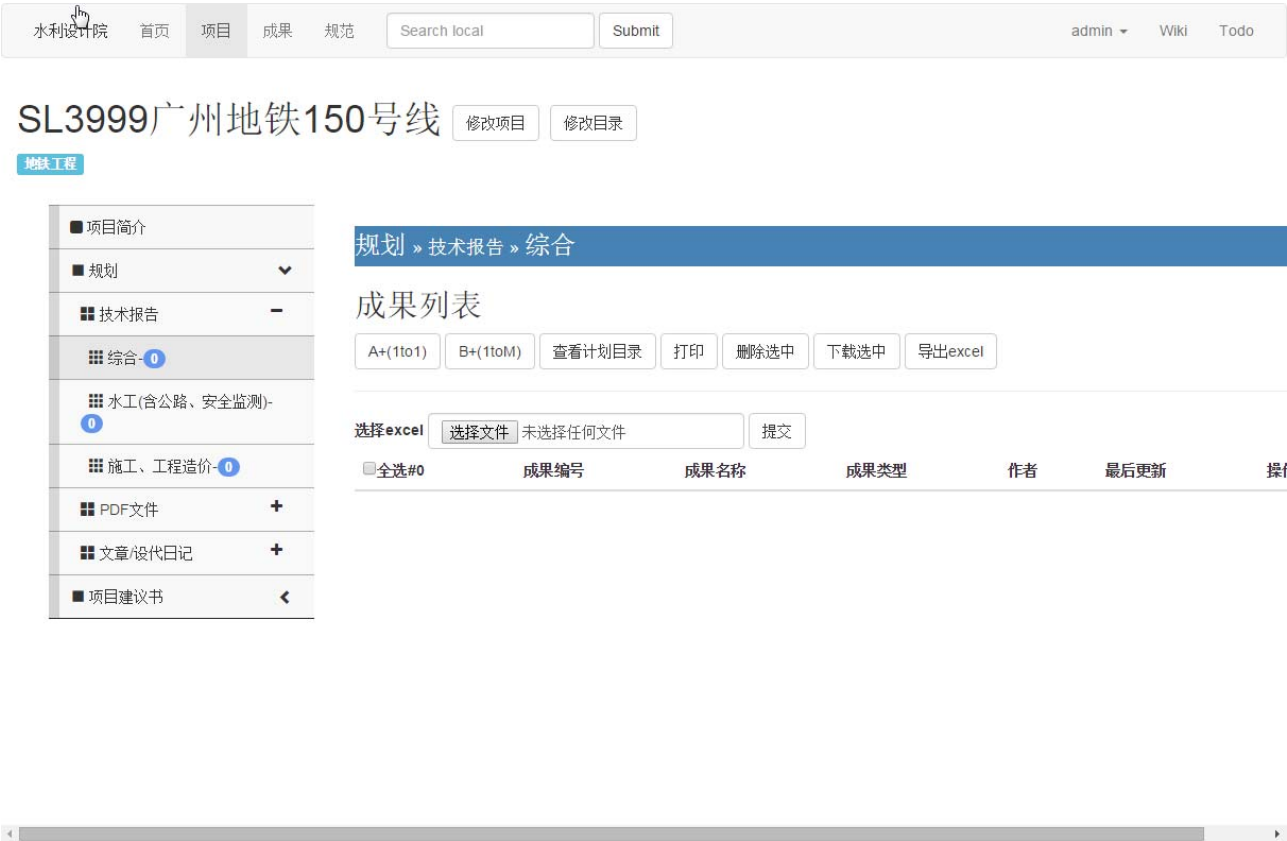 水利设计院 首页 项目 成果 规范 Search local Submit admin Wiki Todo
SL3999广州地铁150号线 修改项目 修改目录
地铁工程
项目简介
规划
技术报告
综合-0
水工(含公路、安全监测)-
0
施工、工程造价-0
PDF文件
文章/设代日记
项目建议书
规划 » 技术报告 » 综合
成果列表
A+(1to1) B+(1toM) 查看计划目录 打印 删除选中 下载选中 导出excel
选择excel 选择文件 未选择任何文件 提交
全选#0 成果编号 成果名称 成果类型 作者 最后更新 操